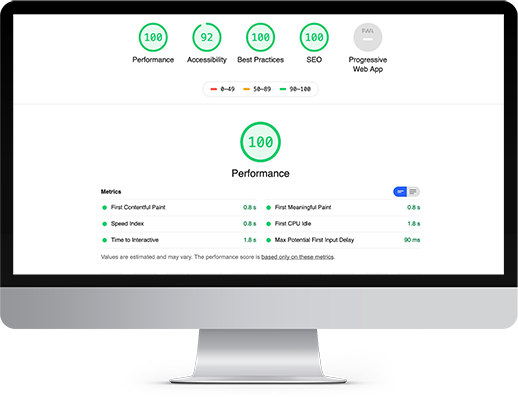 100 92 100 100 PWA
Performance Accessibility Best Practices SEO Progressive
Web App
0–49 50–89 90–100
100
Performance
Metrics
First Contentful Paint 0.8 s First Meaningful Paint 0.8 s
Speed Index 0.8 s First CPU Idle 1.8 s
Time to Interactive 1.8 s Max Potential First Input Delay 90 ms
Values are estimated and may vary. The performance score is based only on these metrics.